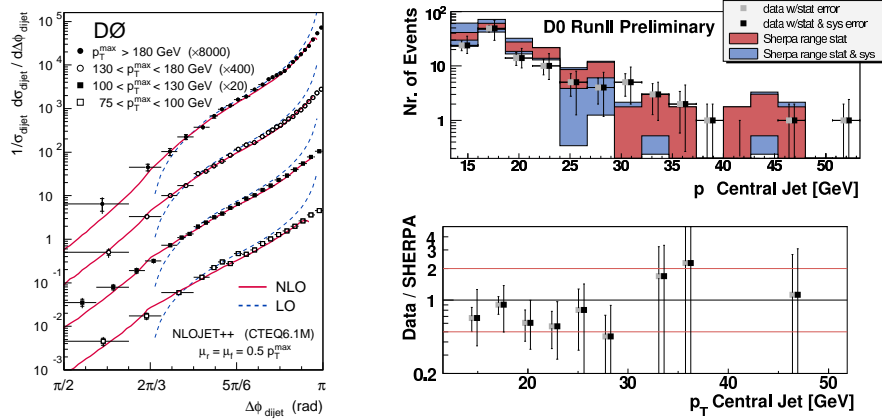 DØ
p_T^max > 180 GeV (×8000)
130 < p_T^max < 180 GeV (×400)
100 < p_T^max < 130 GeV (×20)
75 < p_T^max < 100 GeV
1/σ_dijet dσ_dijet / dΔϕ_dijet
10^5
10^4
10^3
10^2
10
1
10^-1
10^-2
10^-3
NLO
LO
NLOJET++ (CTEQ6.1M)
μ_r = μ_f = 0.5 p_T^max
π/2 2π/3 5π/6 π
Δϕ_dijet (rad)
D0 RunII Preliminary
data w/stat error
data w/stat & sys error
Sherpa range stat
Sherpa range stat & sys
Nr. of Events
10^2
10
1
15 20 25 30 35 40 45 50
p Central Jet [GeV]
Data / SHERPA
4
3
2
1
0.2
20 30 40 50
p_T Central Jet [GeV]